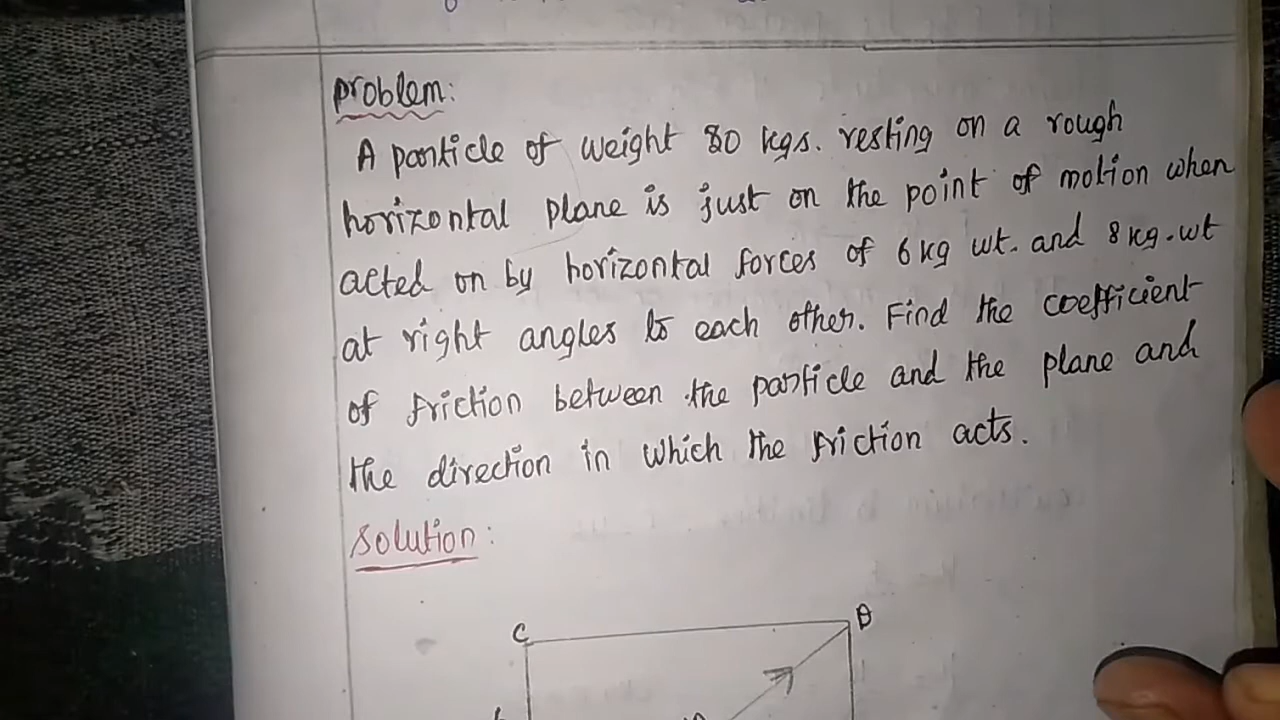 Problem:
A particle of weight 80 kgs. resting on a rough
horizontal plane is just on the point of motion when
acted on by horizontal forces of 6 kg wt. and 8 kg.wt
at right angles to each other. Find the coefficient
of friction between the particle and the plane and
the direction in which the friction acts.
Solution:
C B